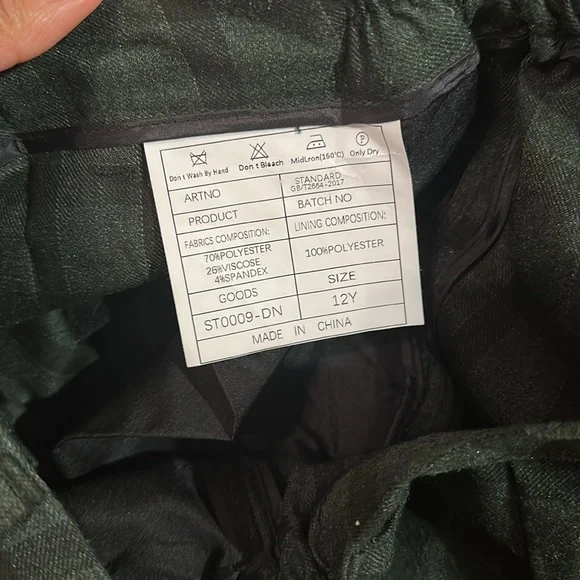 P
Don t Wash By Hand
Don t Bleach
MidLron(150℃)
Only Dry
ARTNO
STANDARD
GB/T2664-2017
PRODUCT
BATCH NO
FABRICS COMPOSITION:
LINING COMPOSITION:
70%POLYESTER
26%VISCOSE
4%SPANDEX
100%POLYESTER
GOODS
SIZE
ST0009-DN
12Y
MADE IN CHINA